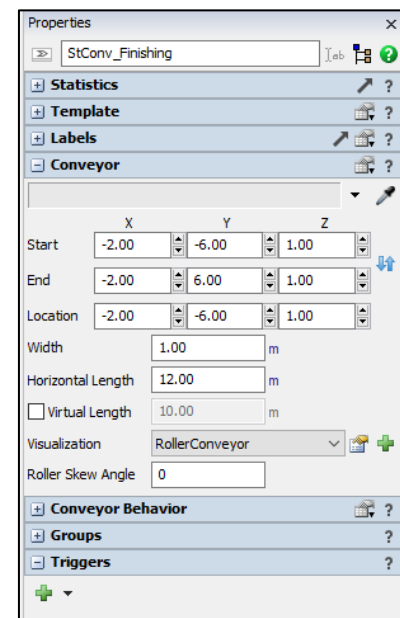 Properties ×
StConv_Finishing
+ Statistics ?
+ Template ?
+ Labels ?
- Conveyor ?
X Y Z
Start -2.00 -6.00 1.00
End -2.00 6.00 1.00
Location -2.00 -6.00 1.00
Width 1.00 m
Horizontal Length 12.00 m
Virtual Length 10.00 m
Visualization RollerConveyor
Roller Skew Angle 0
+ Conveyor Behavior ?
+ Groups ?
- Triggers ?